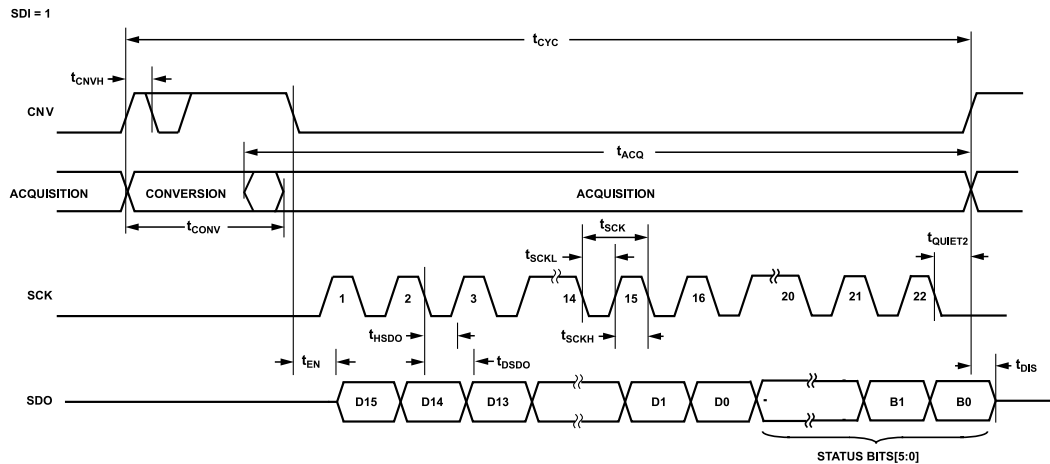 SDI = 1
tCYC
tCNVH
CNV
tACQ
ACQUISITION CONVERSION ACQUISITION
tCONV
tSCK
tSCKL
tQUIET2
SCK 1 2 3 14 15 16 20 21 22
tHSDO tSCKH
tEN tDSDO tDIS
SDO D15 D14 D13 D1 D0 - B1 B0
STATUS BITS[5:0]